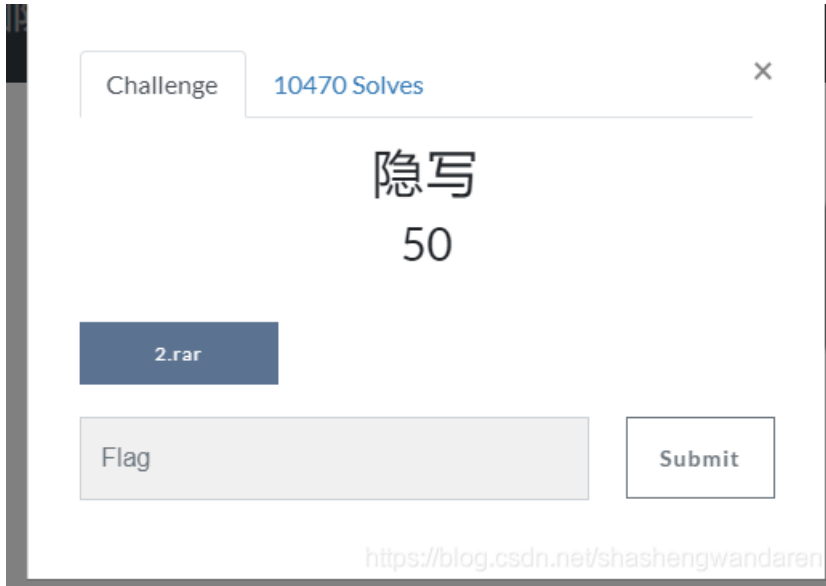 Challenge
10470 Solves
×
隐写
50
2.rar
Flag
Submit
https://blog.csdn.net/shashengwandaren